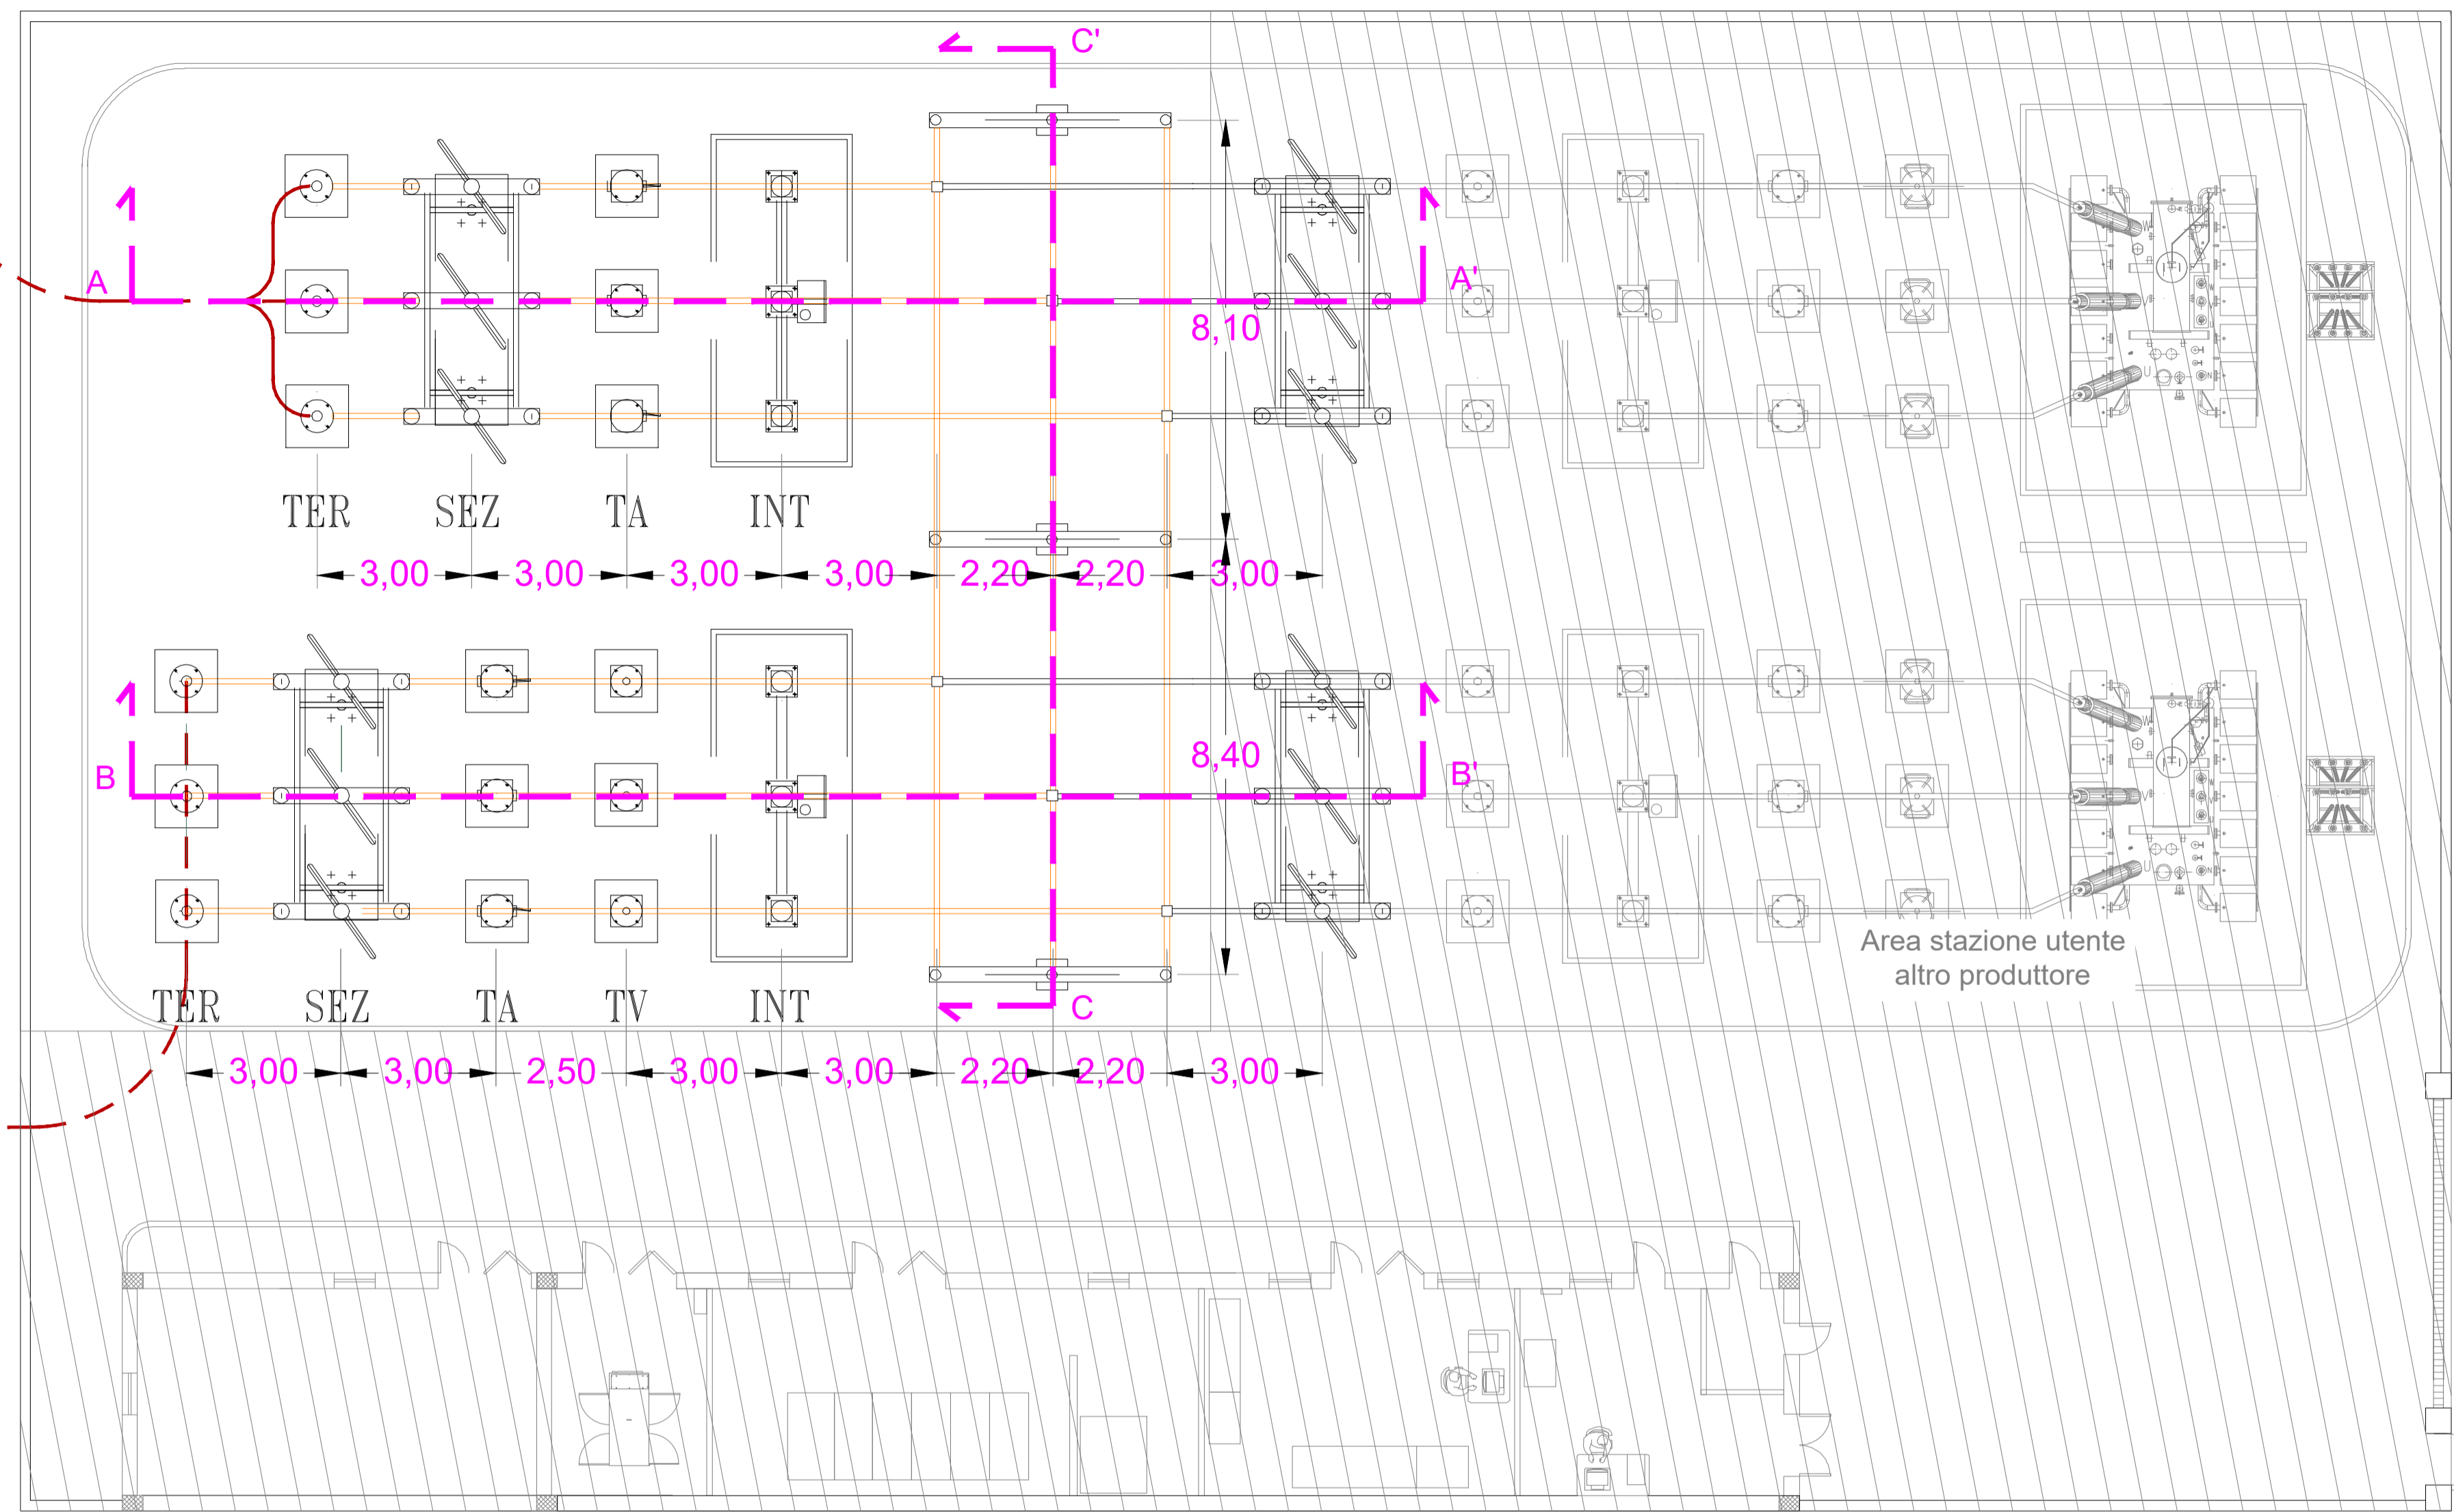 C'
A
A'
8,10
TER SEZ TA INT
3,00 3,00 3,00 3,00 2,20 2,20 3,00
8,40
B
B'
Area stazione utente
altro produttore
TER SEZ TA TV INT
C
3,00 3,00 2,50 3,00 3,00 2,20 2,20 3,00